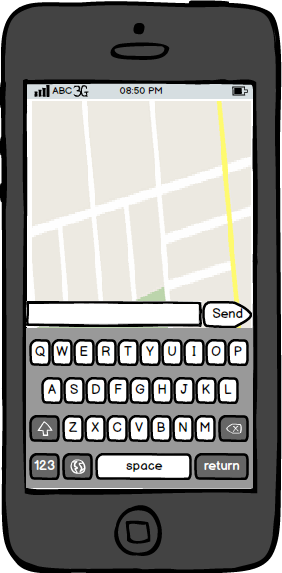 ABC 3G 08:50 PM
Send
Q W E R T Y U I O P
A S D F G H J K L
Z X C V B N M
123 space return